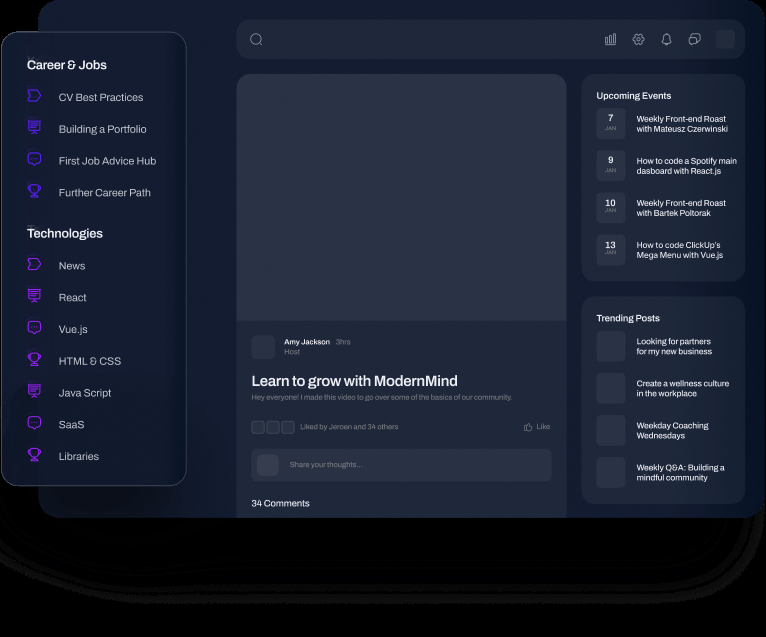 Career & Jobs
CV Best Practices
Building a Portfolio
First Job Advice Hub
Further Career Path
Technologies
News
React
Vue.js
HTML & CSS
Java Script
SaaS
Libraries
Amy Jackson 3hrs
Host
Learn to grow with ModernMind
Hey everyone! I made this video to go over some of the basics of our community.
Liked by Jeroen and 34 others
Like
Share your thoughts...
34 Comments
Upcoming Events
7
JAN
Weekly Front-end Roast
with Mateusz Czerwinski
9
JAN
How to code a Spotify main
dasboard with React.js
10
JAN
Weekly Front-end Roast
with Bartek Poltorak
13
JAN
How to code ClickUp's
Mega Menu with Vue.js
Trending Posts
Looking for partners
for my new business
Create a wellness culture
in the workplace
Weekday Coaching
Wednesdays
Weekly Q&A: Building a
mindful community